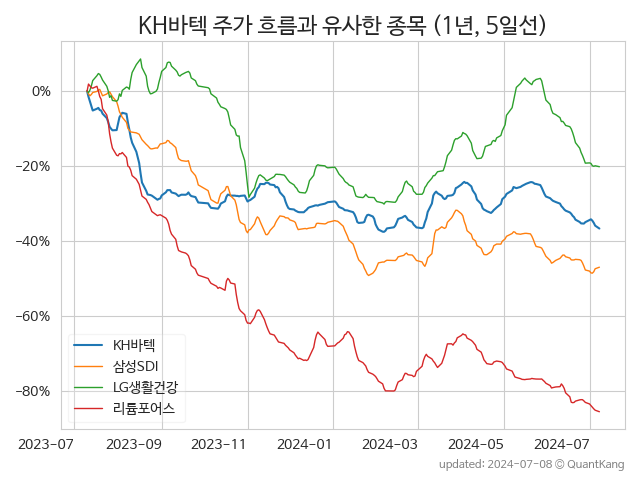 KH바텍 주가 흐름과 유사한 종목 (1년, 5일선)
0%
−20%
−40%
−60%
−80%
KH바텍
삼성SDI
LG생활건강
리튬포어스
2023-07 2023-09 2023-11 2024-01 2024-03 2024-05 2024-07
updated: 2024-07-08 © QuantKang